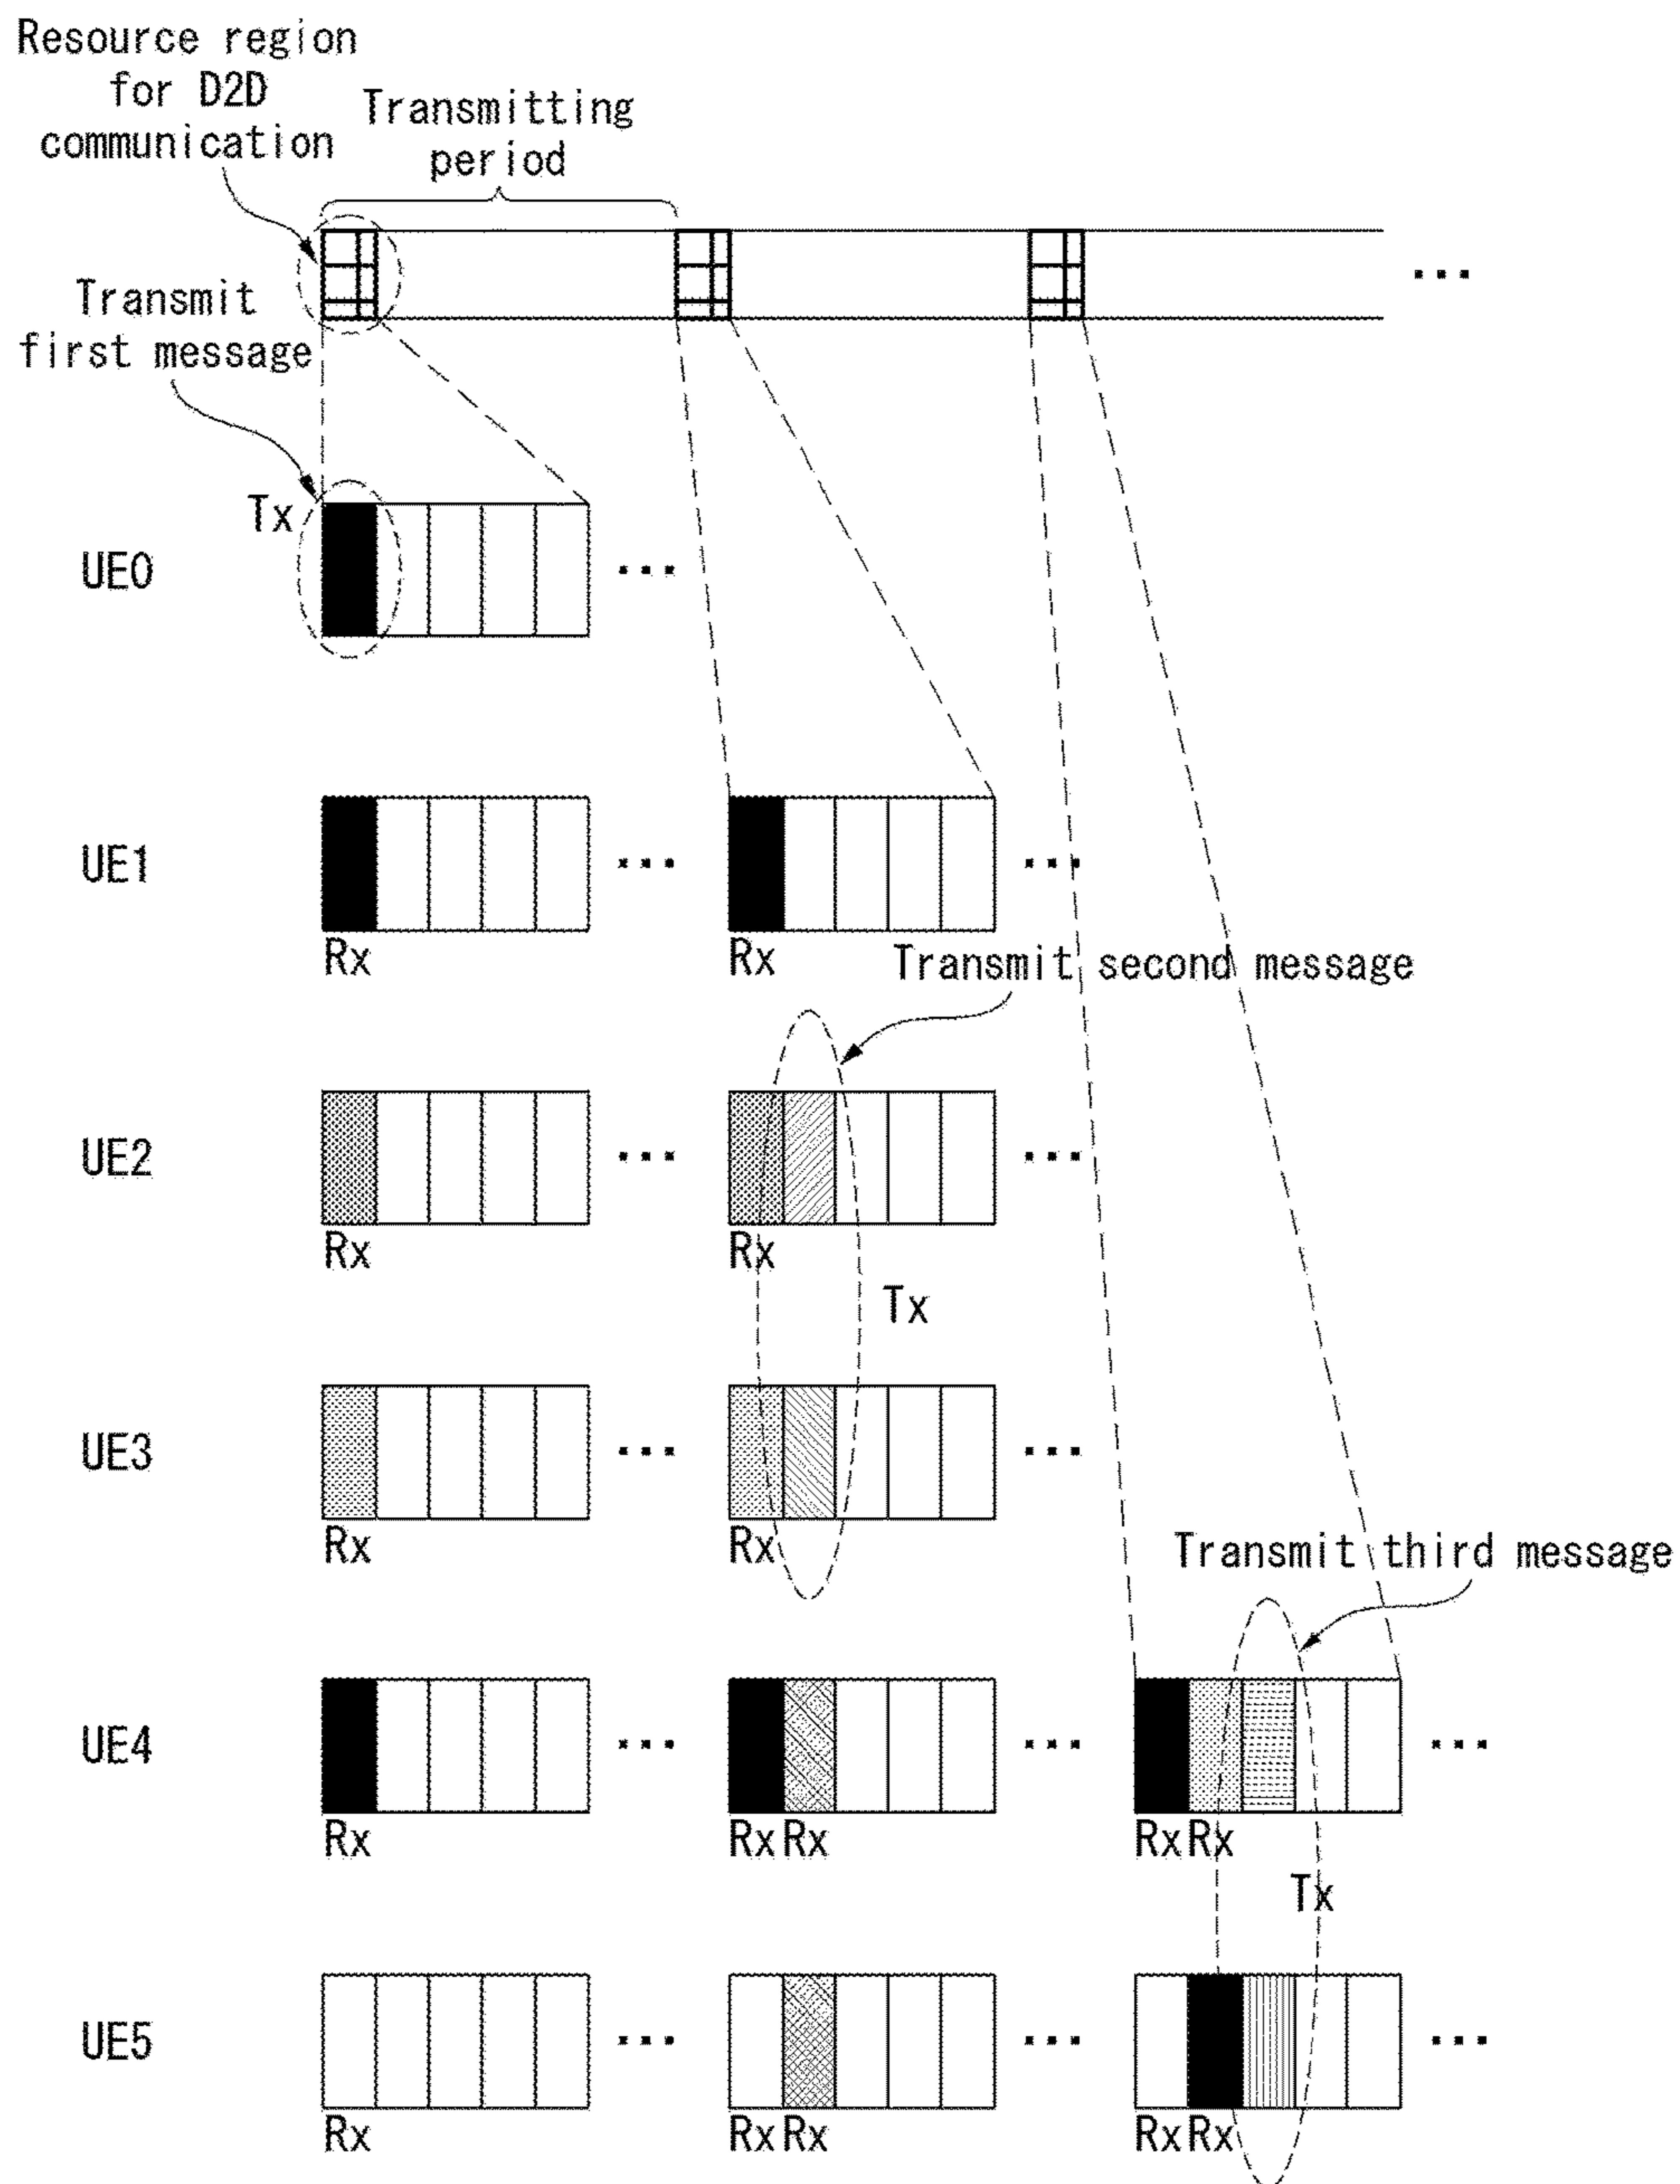 Resource region
for D2D
communication
Transmitting
period
...
Transmit
first message
Tx
UE0
...
UE1
...
...
Rx
Rx
Transmit second message
UE2
...
...
Rx
Rx
Tx
UE3
...
...
Rx
Rx
Transmit third message
UE4
...
...
...
Rx
Rx Rx
Rx Rx
Tx
UE5
...
...
...
Rx
Rx Rx
Rx Rx